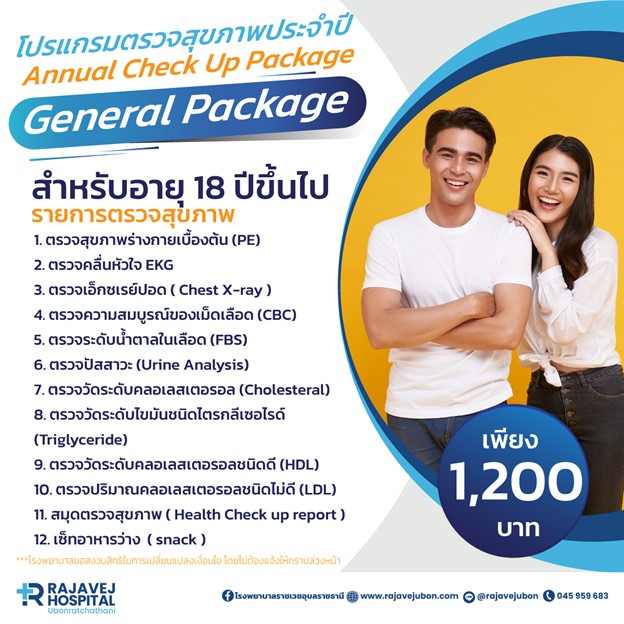 โปรแกรมตรวจสุขภาพประจำปี
Annual Check Up Package
General Package
สำหรับอายุ 18 ปีขึ้นไป
รายการตรวจสุขภาพ
1. ตรวจสุขภาพร่างกายเบื้องต้น (PE)
2. ตรวจคลื่นหัวใจ EKG
3. ตรวจเอ็กซเรย์ปอด ( Chest X-ray )
4. ตรวจความสมบูรณ์ของเม็ดเลือด (CBC)
5. ตรวจระดับน้ำตาลในเลือด (FBS)
6. ตรวจปัสสาวะ (Urine Analysis)
7. ตรวจวัดระดับคลอเลสเตอรอล (Cholesteral)
8. ตรวจวัดระดับไขมันชนิดไตรกลีเซอไรด์
(Triglyceride)
9. ตรวจวัดระดับคลอเลสเตอรอลชนิดดี (HDL)
10. ตรวจปริมาณคลอเลสเตอรอลชนิดไม่ดี (LDL)
11. สมุดตรวจสุขภาพ ( Health Check up report )
12. เซ็ทอาหารว่าง ( snack )
เพียง
1,200
บาท
***โรงพยาบาลขอสงวนสิทธิในการเปลี่ยนแปลงเงื่อนไข โดยไม่ต้องแจ้งให้ทราบล่วงหน้า
RAJAVEJ
HOSPITAL
Ubonratchathani
โรงพยาบาลราชเวชอุบลราชธานี www.rajavejubon.com @rajavejubon 045 959 683